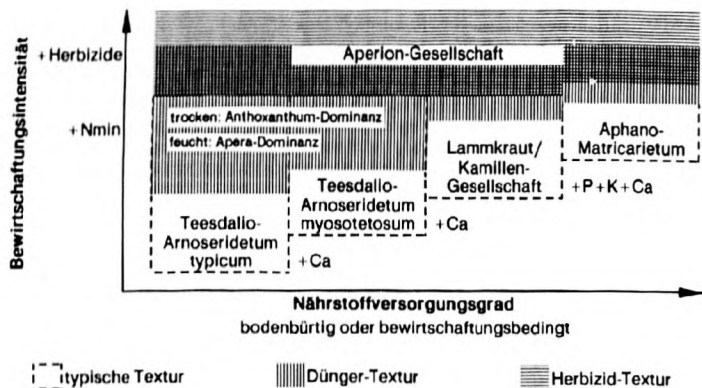 Bewirtschaftungsintensität
+ Herbizide
+ Nmin
Aperion-Gesellschaft
trocken: Anthoxanthum-Dominanz
feucht: Apera-Dominanz
Teesdalio-
Arnoseridetum
typicum
+ Ca
Teesdalio-
Arnoseridetum
myosotetosum
+ Ca
Lammkraut/
Kamillen-
Gesellschaft
Aphano-
Matricarietum
+ P + K + Ca
Nährstoffversorgungsgrad
bodenbürtig oder bewirtschaftungsbedingt
typische Textur
Dünger-Textur
Herbizid-Textur